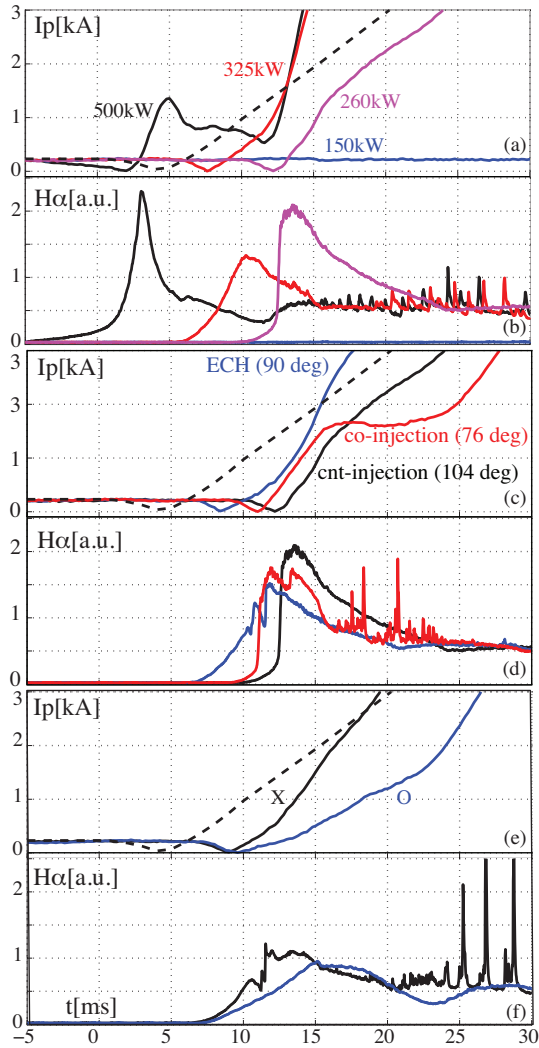 3
Ip[kA]
2
325kW
500kW
260kW
1
150kW
0
(a)
Hα[a.u.]
2
1
0
(b)
3
Ip[kA]
ECH (90 deg)
3
co-injection (76 deg)
1
cnt-injection (104 deg)
0
(c)
Hα[a.u.]
2
1
0
(d)
3
Ip[kA]
2
1
X
O
0
(e)
2
Hα[a.u.]
1
t[ms]
0
(f)
-5 0 5 10 15 20 25 30